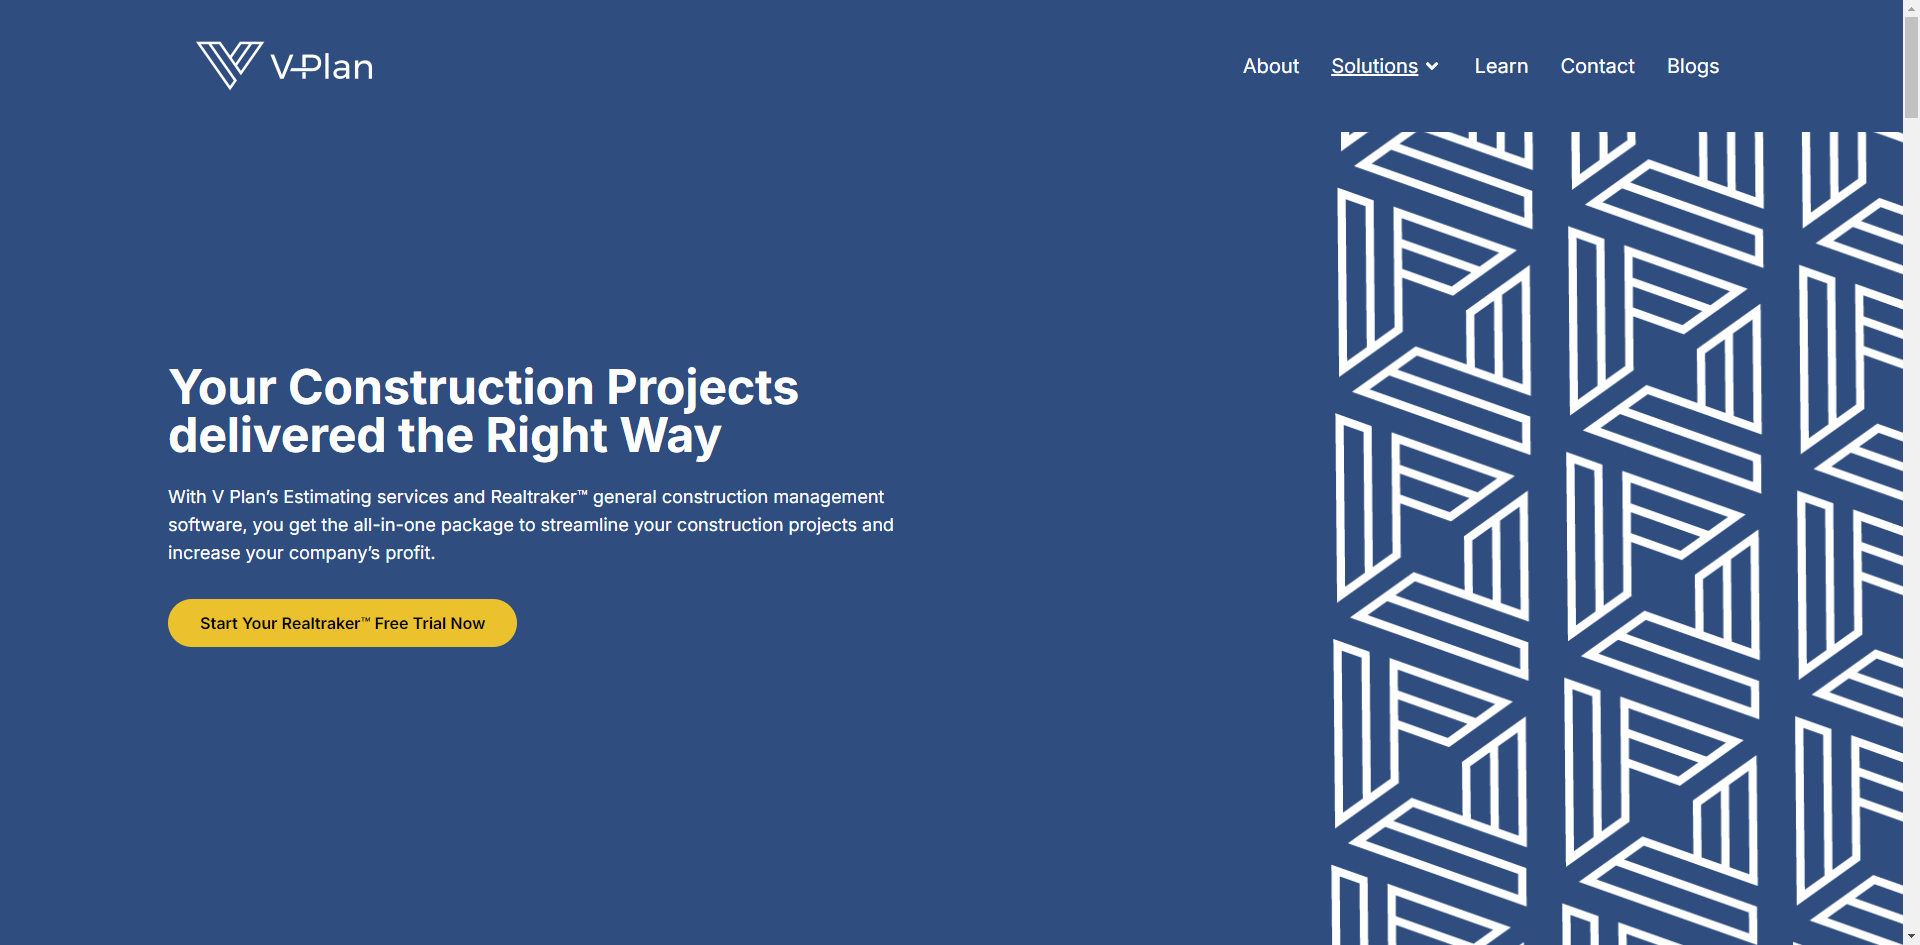 V-Plan
About Solutions Learn Contact Blogs
Your Construction Projects
delivered the Right Way
With V Plan’s Estimating services and Realtraker™ general construction management
software, you get the all-in-one package to streamline your construction projects and
increase your company’s profit.
Start Your Realtraker™ Free Trial Now